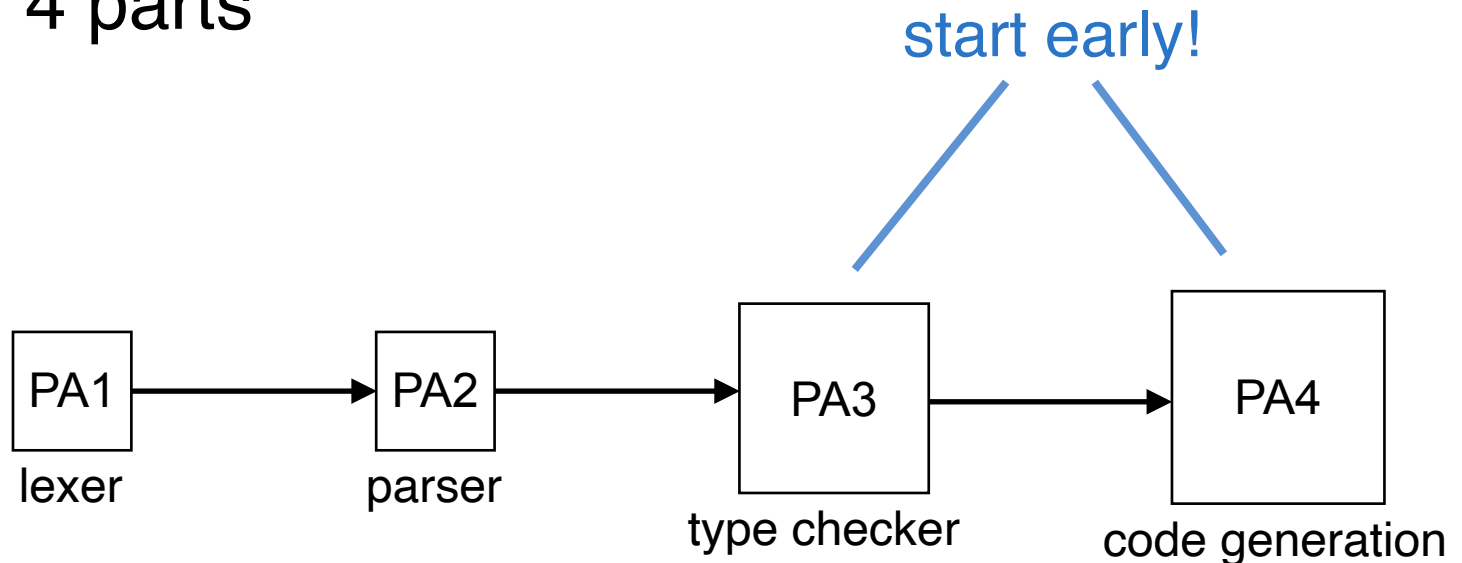 4 parts
start early!
PA1
PA2
PA3
PA4
lexer
parser
type checker
code generation